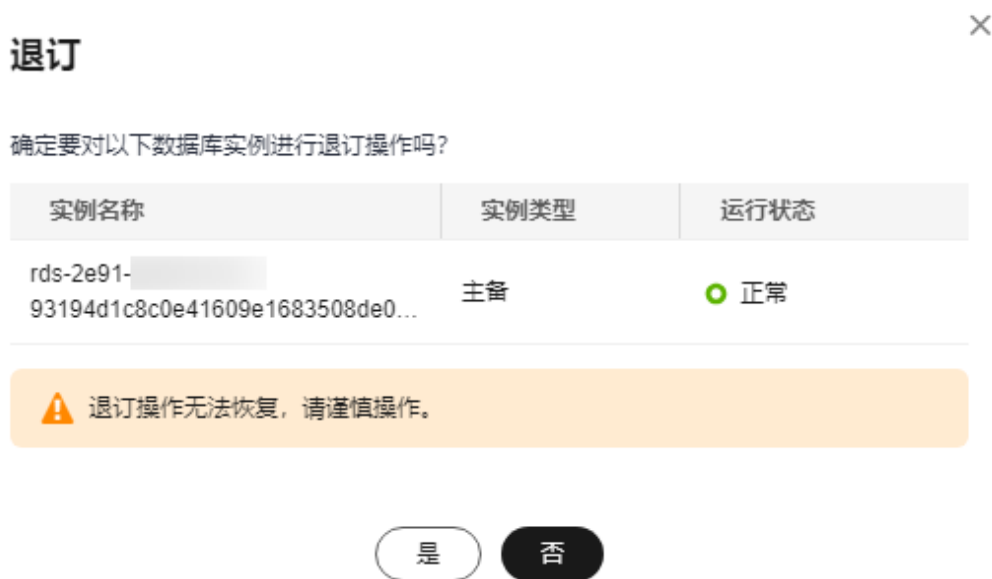 退订
确定要对以下数据库实例进行退订操作吗?
实例名称 实例类型 运行状态
rds-2e91-
93194d1c8c0e41609e1683508de0...
主备
正常
退订操作无法恢复，请谨慎操作。
是 否